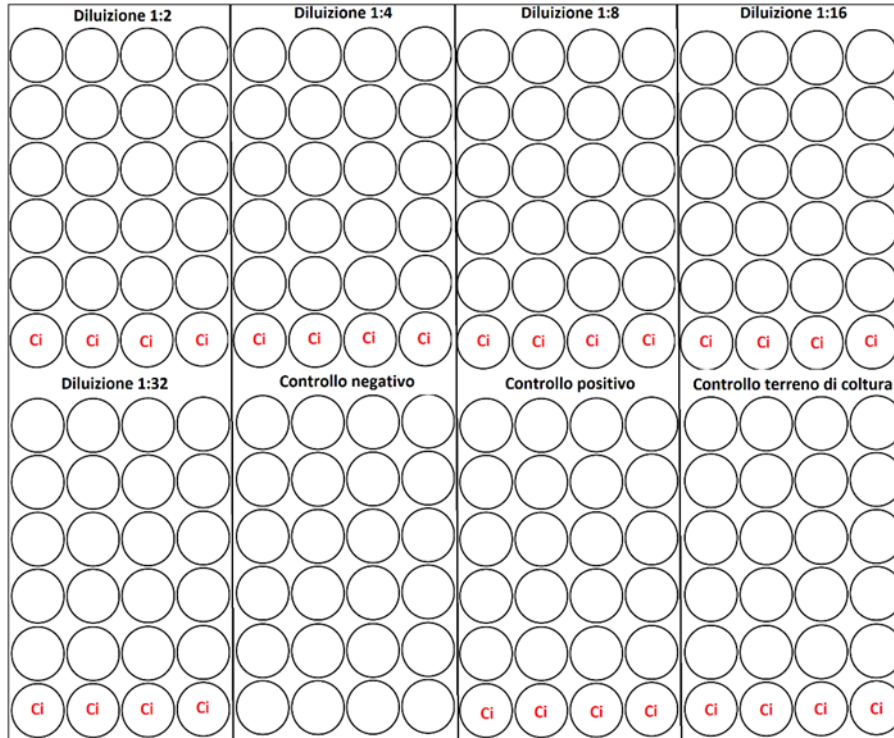 Diluizione 1:2 Diluizione 1:4 Diluizione 1:8 Diluizione 1:16
Ci Ci Ci Ci Ci Ci Ci Ci Ci Ci Ci Ci Ci Ci Ci Ci
Diluizione 1:32 Controllo negativo Controllo positivo Controllo terreno di coltura
Ci Ci Ci Ci Ci Ci Ci Ci Ci Ci Ci Ci